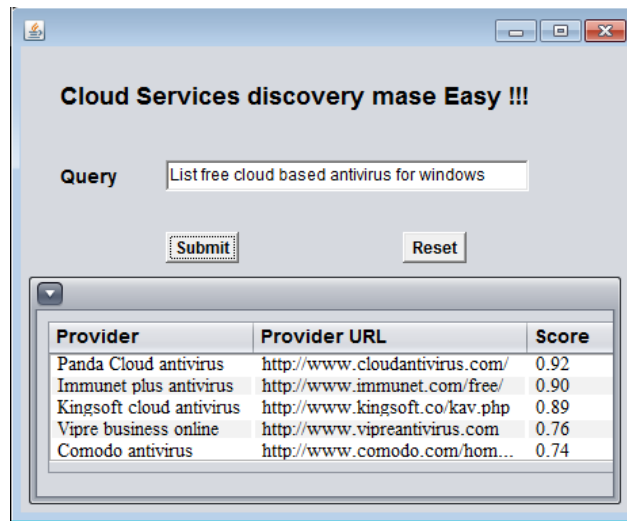 Cloud Services discovery mase Easy !!!
Query List free cloud based antivirus for windows
Submit Reset
Provider Provider URL Score
Panda Cloud antivirus http://www.cloudantivirus.com/ 0.92
Immunet plus antivirus http://www.immunet.com/free/ 0.90
Kingsoft cloud antivirus http://www.kingsoft.co/kav.php 0.89
Vipre business online http://www.vipreantivirus.com 0.76
Comodo antivirus http://www.comodo.com/hom... 0.74